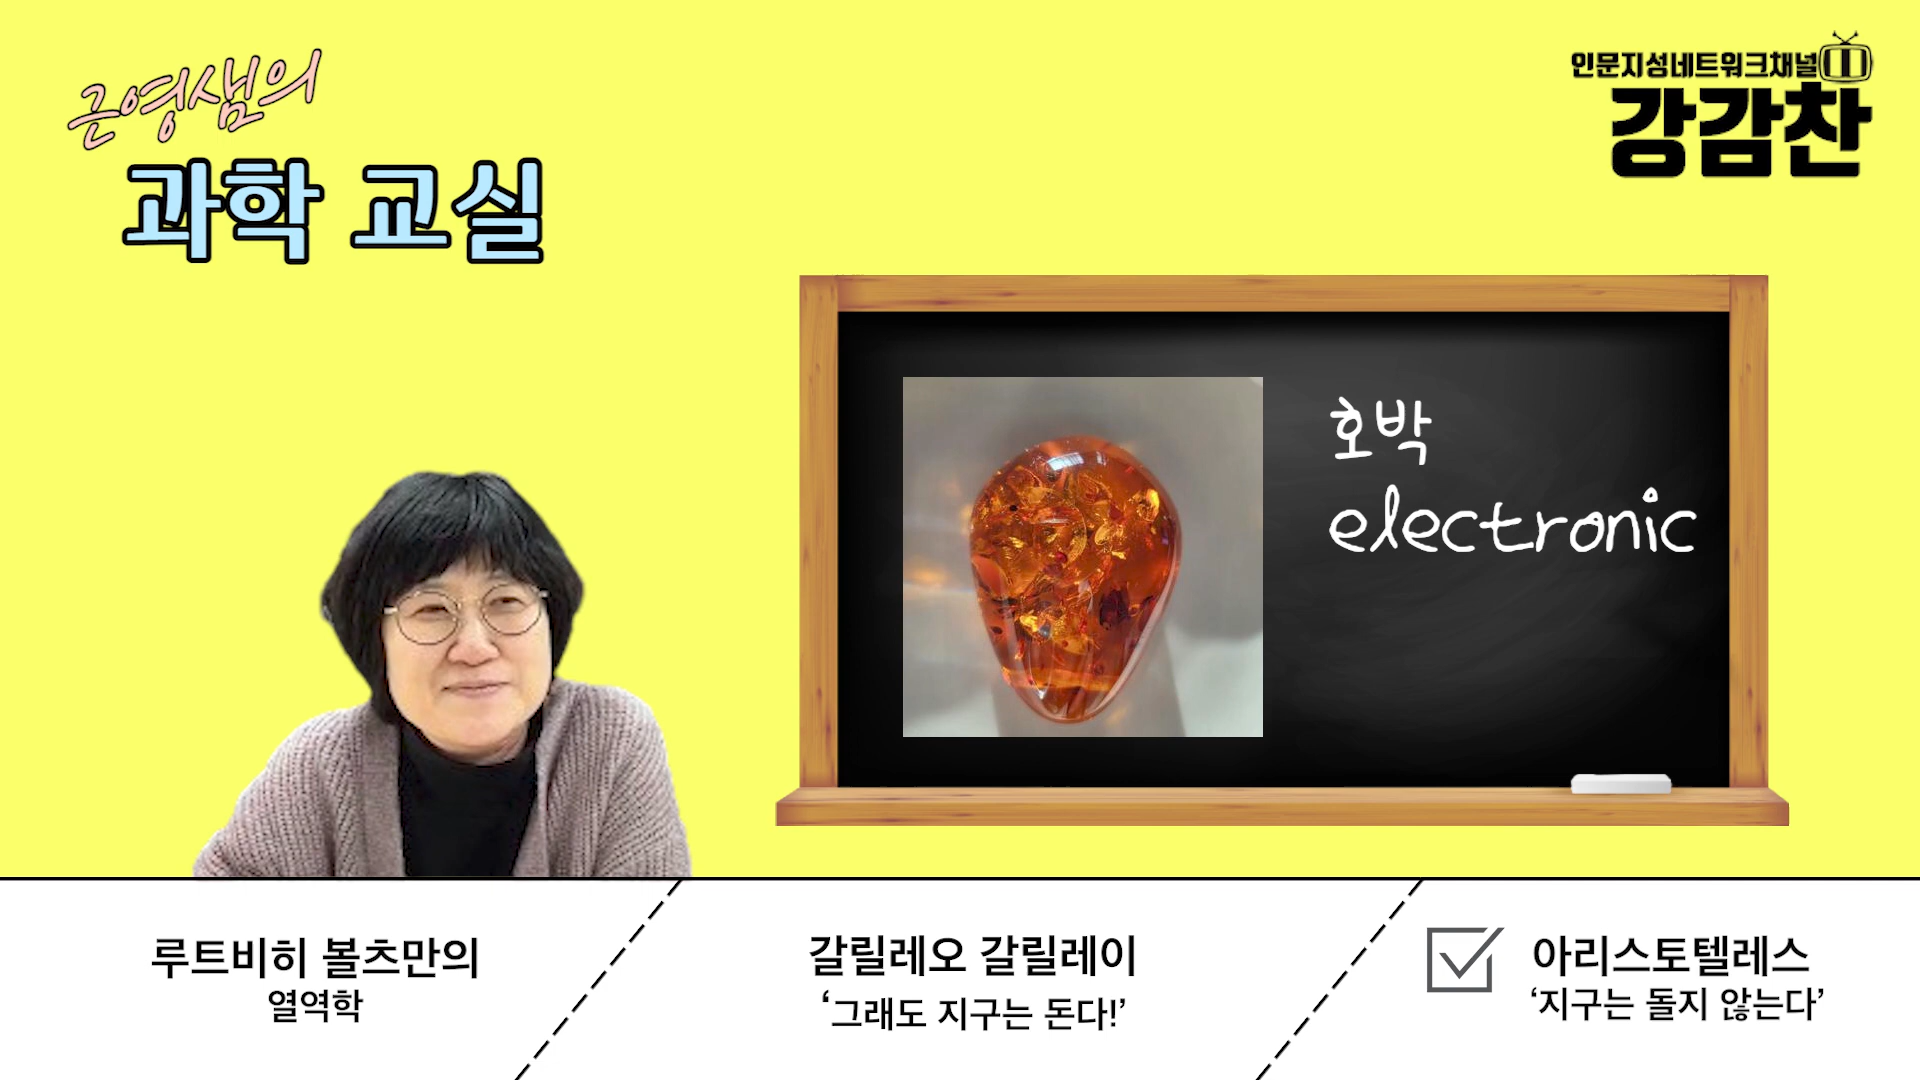 근영샘의
과학 교실
인문지성네트워크채널
강감찬
호박
electronic
루트비히 볼츠만의
열역학
갈릴레오 갈릴레이
‘그래도 지구는 돈다!’
아리스토텔레스
‘지구는 돌지 않는다’